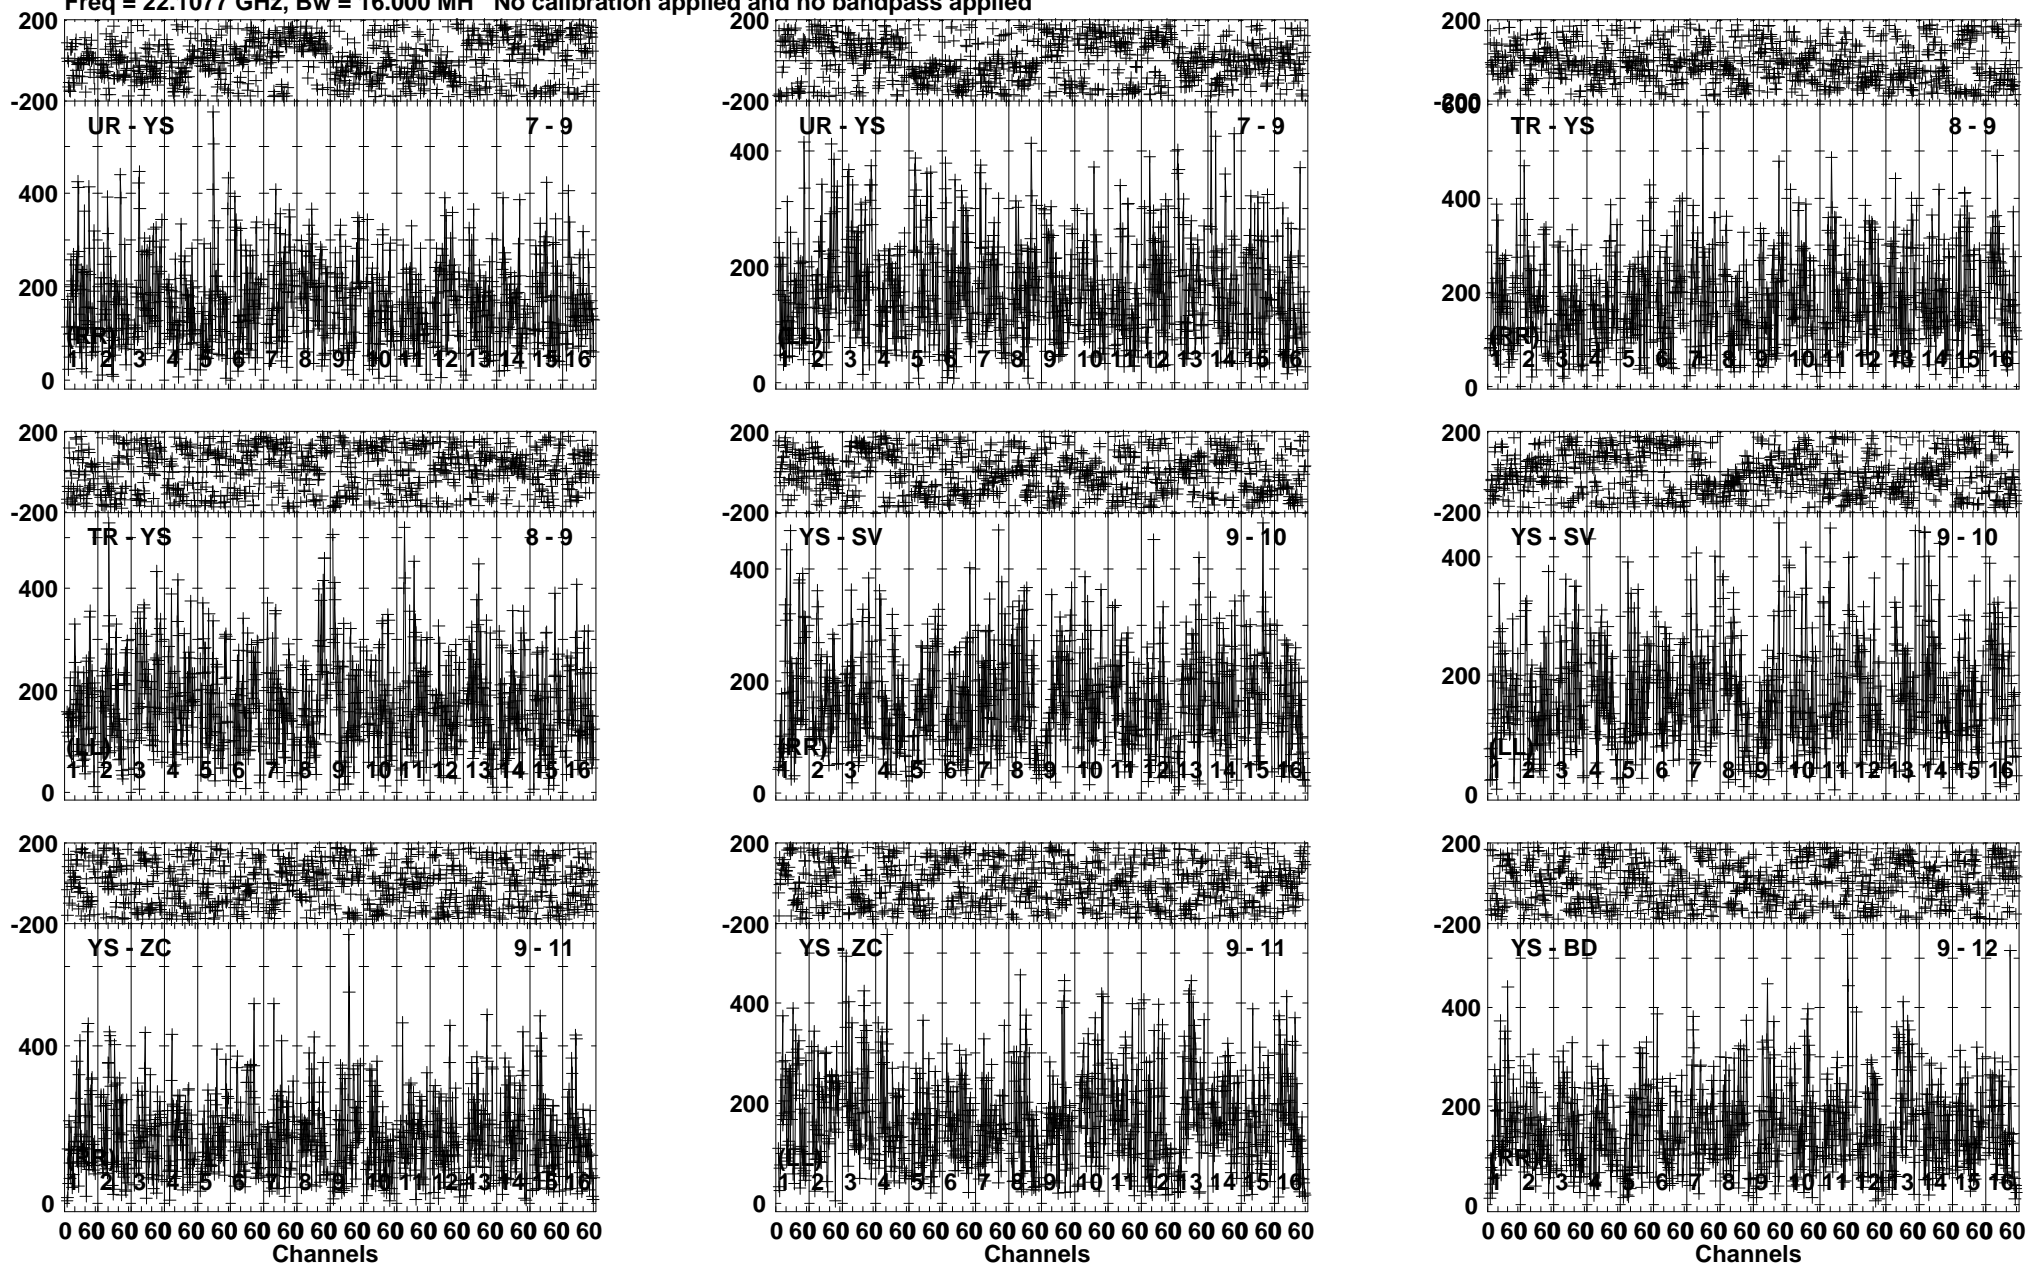 Freq = 22.1077 GHz, Bw = 16.000 MH No calibration applied and no bandpass applied
200 200 200
-200 -200 -200
600
UR - YS 7 - 9 UR - YS 7 - 9 TR - YS 8 - 9
400 400 400
200 200 200
(RR) (LL) (RR)
1 2 3 4 5 6 7 8 9 10 11 12 13 14 15 16 1 2 3 4 5 6 7 8 9 10 11 12 13 14 15 16 1 2 3 4 5 6 7 8 9 10 11 12 13 14 15 16
0 0 0
200 200 200
-200 -200 -200
TR - YS 8 - 9 YS - SV 9 - 10 YS - SV 9 - 10
400 400 400
200 200 200
(LL) (RR) (LL)
1 2 3 4 5 6 7 8 9 10 11 12 13 14 15 16 1 2 3 4 5 6 7 8 9 10 11 12 13 14 15 16 1 2 3 4 5 6 7 8 9 10 11 12 13 14 15 16
0 0 0
200 200 200
-200 -200 -200
YS - ZC 9 - 11 YS - ZC 9 - 11 YS - BD 9 - 12
400 400 400
200 200
(RR) (LL) (RR)
1 2 3 4 5 6 7 8 9 10 11 12 13 14 15 16 1 2 3 4 5 6 7 8 9 10 11 12 13 14 15 16 1 2 3 4 5 6 7 8 9 10 11 12 13 14 15 16
0 0 0
0 60 60 60 60 60 60 60 60 60 60 60 60 60 60 60 60 0 60 60 60 60 60 60 60 60 60 60 60 60 60 60 60 60 0 60 60 60 60 60 60 60 60 60 60 60 60 60 60 60 60
Channels Channels Channels